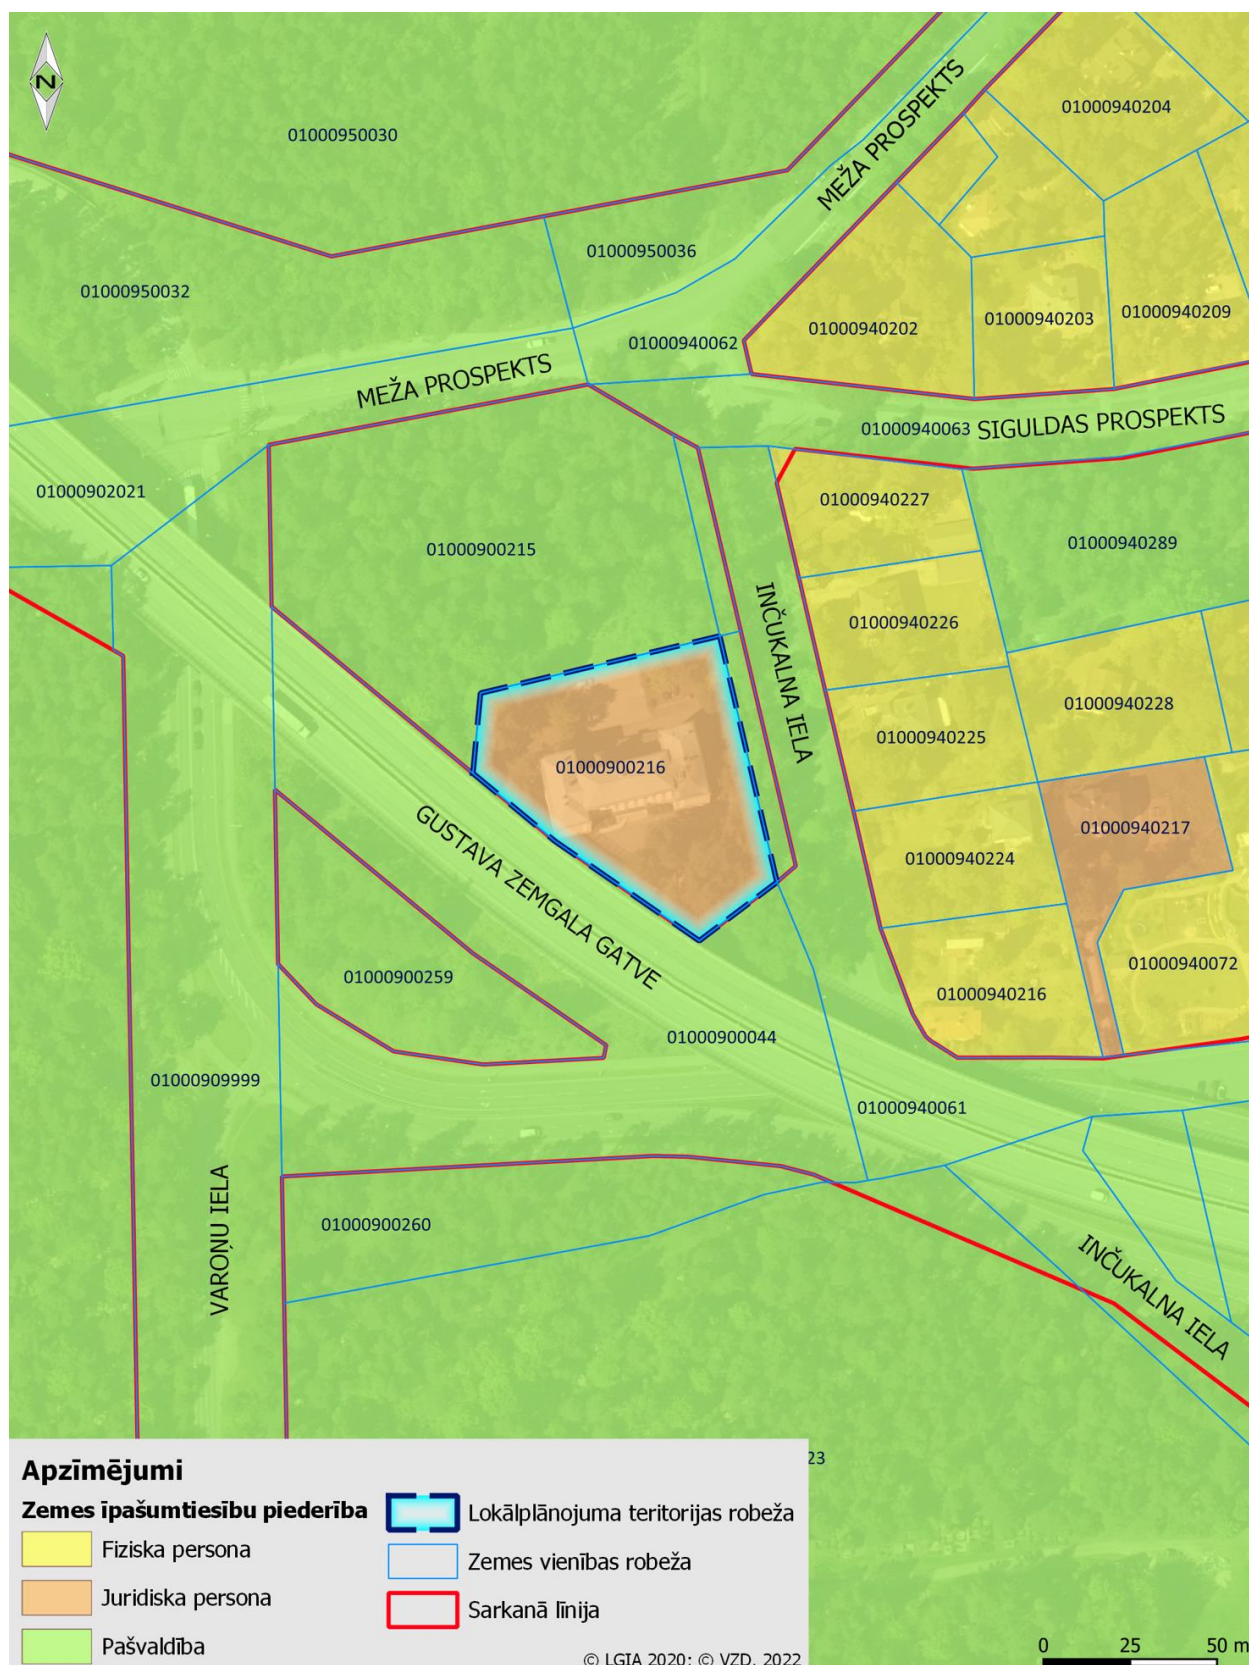 N
01000950030
MEŽA PROSPEKTS
01000940204
01000950036
01000950032
01000940202
01000940203
01000940209
01000940062
MEŽA PROSPEKTS
01000940063
SIGULDAS PROSPEKTS
01000902021
01000940227
01000900215
01000940289
INČUKALNA IELA
01000940226
01000940228
01000940225
01000900216
GUSTAVA ZEMGALA GATVE
01000940217
01000940224
01000900259
01000940072
01000940216
01000900044
01000909999
01000940061
VAROŅU IELA
01000900260
INČUKALNA IELA
23
Apzīmējumi
Zemes īpašumtiesību piederība
Fiziska persona
Juridiska persona
Pašvaldība
Lokālplānojuma teritorijas robeža
Zemes vienības robeža
Sarkanā līnija
© LGIA 2020; © VZD, 2022
0 25 50 m